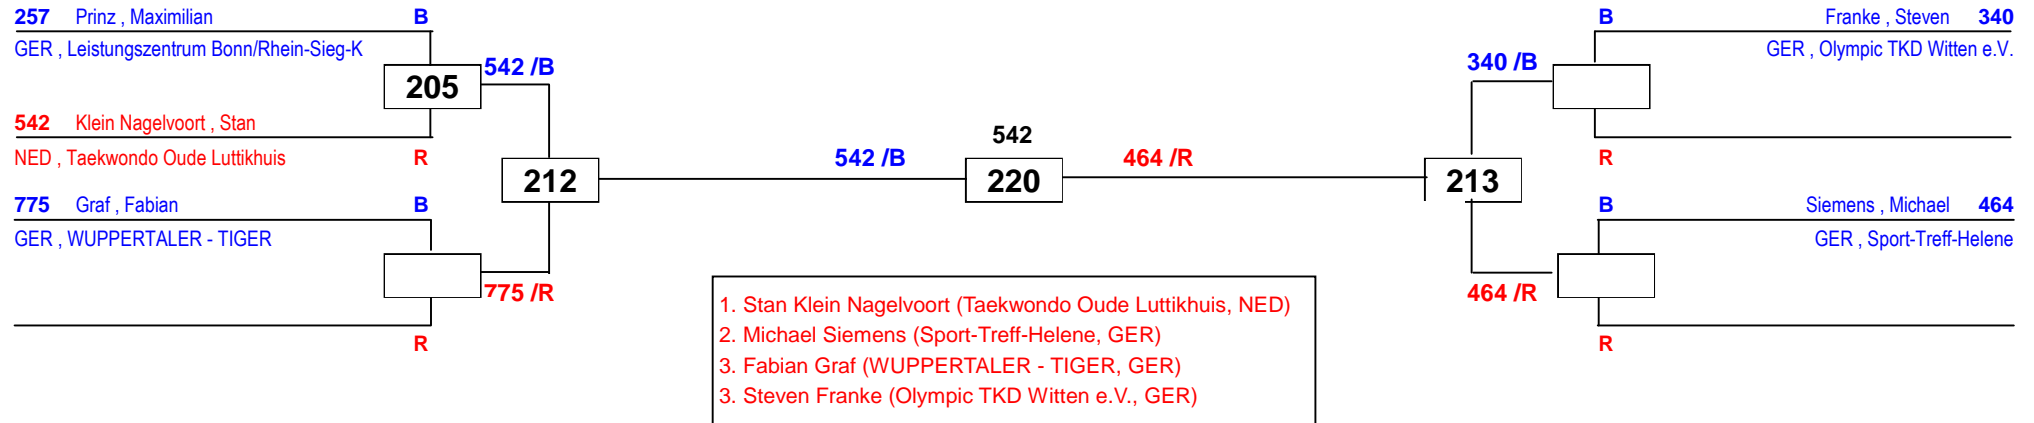 257 Prinz , Maximilian B
GER , Leistungszentrum Bonn/Rhein-Sieg-K
205
542 /B
542 Klein Nagelvoort , Stan
NED , Taekwondo Oude Luttikhuis R
212
775 Graf , Fabian B
GER , WUPPERTALER - TIGER
775 /R
R
542 /B
542
220
464 /R
B Franke , Steven 340
GER , Olympic TKD Witten e.V.
340 /B
R
213
B Siemens , Michael 464
GER , Sport-Treff-Helene
464 /R
R
1. Stan Klein Nagelvoort (Taekwondo Oude Luttikhuis, NED)
2. Michael Siemens (Sport-Treff-Helene, GER)
3. Fabian Graf (WUPPERTALER - TIGER, GER)
3. Steven Franke (Olympic TKD Witten e.V., GER)